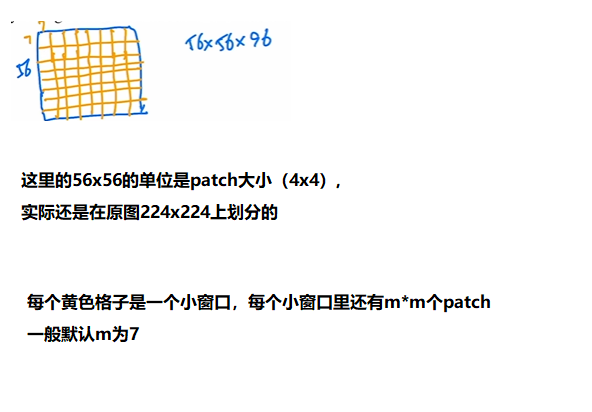 7
7
56
56x56x96
这里的56x56的单位是patch大小（4x4），
实际还是在原图224x224上划分的
每个黄色格子是一个小窗口，每个小窗口里还有m*m个patch
一般默认m为7